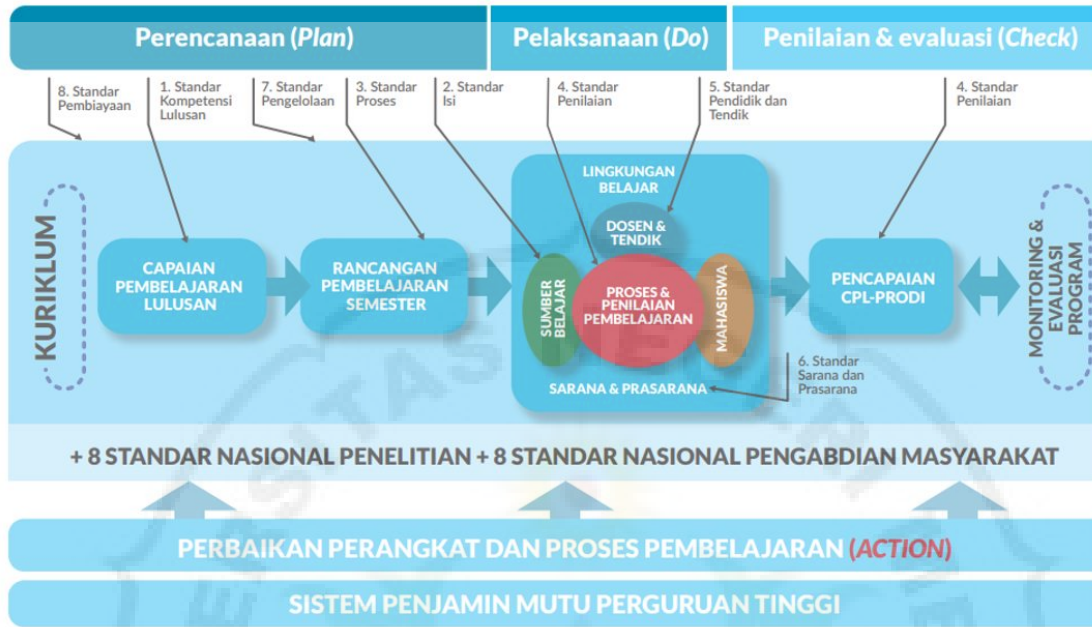 Perencanaan (Plan)
Pelaksanaan (Do)
Penilaian & evaluasi (Check)
8. Standar
Pembiayaan
1. Standar
Kompetensi
Lulusan
7. Standar
Pengelolaan
3. Standar
Proses
2. Standar
Isi
4. Standar
Penilaian
5. Standar
Pendidik dan
Tendik
4. Standar
Penilaian
KURIKLUM
CAPAIAN
PEMBELAJARAN
LULUSAN
RANCANGAN
PEMBELAJARAN
SEMESTER
LINGKUNGAN
BELAJAR
DOSEN &
TENDIK
SUMBER
BELAJAR
PROSES &
PENILAIAN
PEMBELAJARAN
MAHASISWA
SARANA & PRASARANA
6. Standar
Sarana dan
Prasarana
PENCAPAIAN
CPL-PRODI
MONITORING &
EVALUASI
PROGRAM
+ 8 STANDAR NASIONAL PENELITIAN + 8 STANDAR NASIONAL PENGABDIAN MASYARAKAT
PERBAIKAN PERANGKAT DAN PROSES PEMBELAJARAN (ACTION)
SISTEM PENJAMIN MUTU PERGURUAN TINGGI